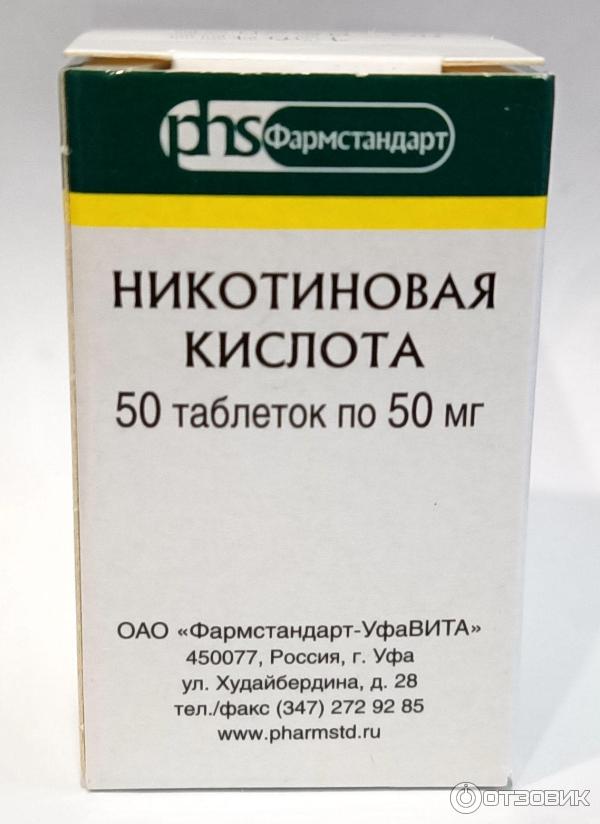 phs Фармстандарт
НИКОТИНОВАЯ
КИСЛОТА
50 таблеток по 50 мг
ОАО «Фармстандарт-УфаВИТА»
450077, Россия, г. Уфа
ул. Худайбердина, д. 28
тел./факс (347) 272 92 85
www.pharmstd.ru
ОТЗОВИК